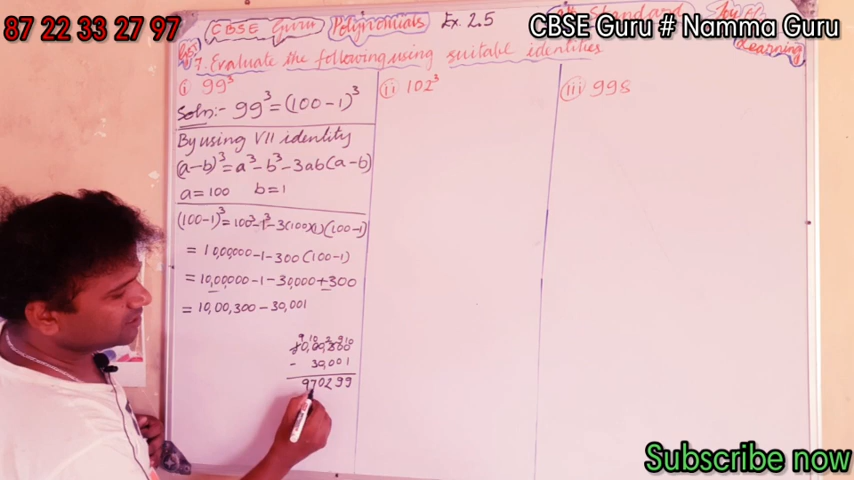 87 22 33 27 97
CBSE Guru # Namma Guru
CBSE Guru Polynomials Ex. 2.5
Standard
Learning
7. Evaluate the following using suitable identities
(i) 99³
Soln:- 99³ = (100-1)³
By using VII identity
(a-b)³ = a³-b³-3ab(a-b)
a=100 b=1
(100-1)³ = 100³-1³-3(100)(1)(100-1)
= 10,00,000-1-300(100-1)
= 10,00,000-1-30,000+300
= 10,00,300-30,001
10,00,300
- 30,001
970299
(ii) 102³
(iii) 998
Subscribe now